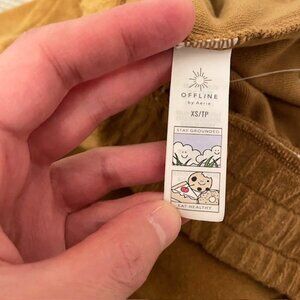 OFFLINE
by Aerie
XS/TP
STAY GROUNDED
EAT HEALTHY